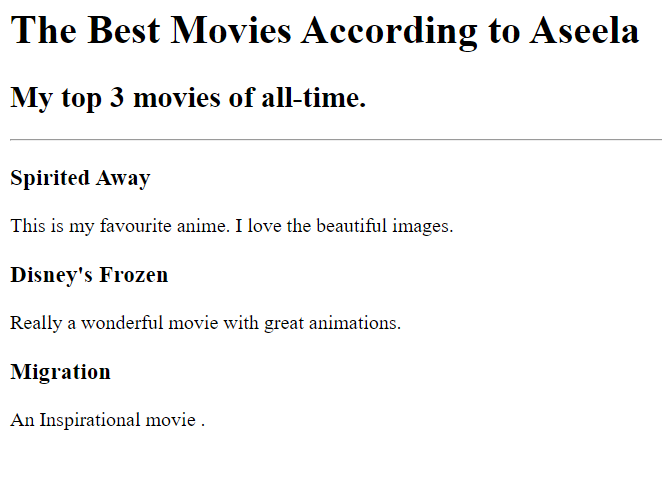 The Best Movies According to Aseela
My top 3 movies of all-time.
Spirited Away
This is my favourite anime. I love the beautiful images.
Disney's Frozen
Really a wonderful movie with great animations.
Migration
An Inspirational movie .